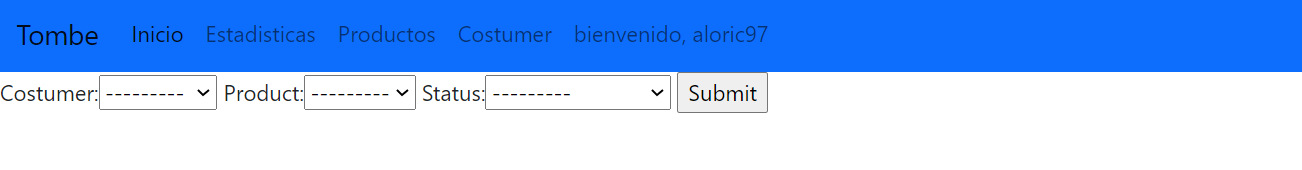 Tombe Inicio Estadisticas Productos Costumer bienvenido, aloric97
Costumer: --------- Product: --------- Status: --------- Submit